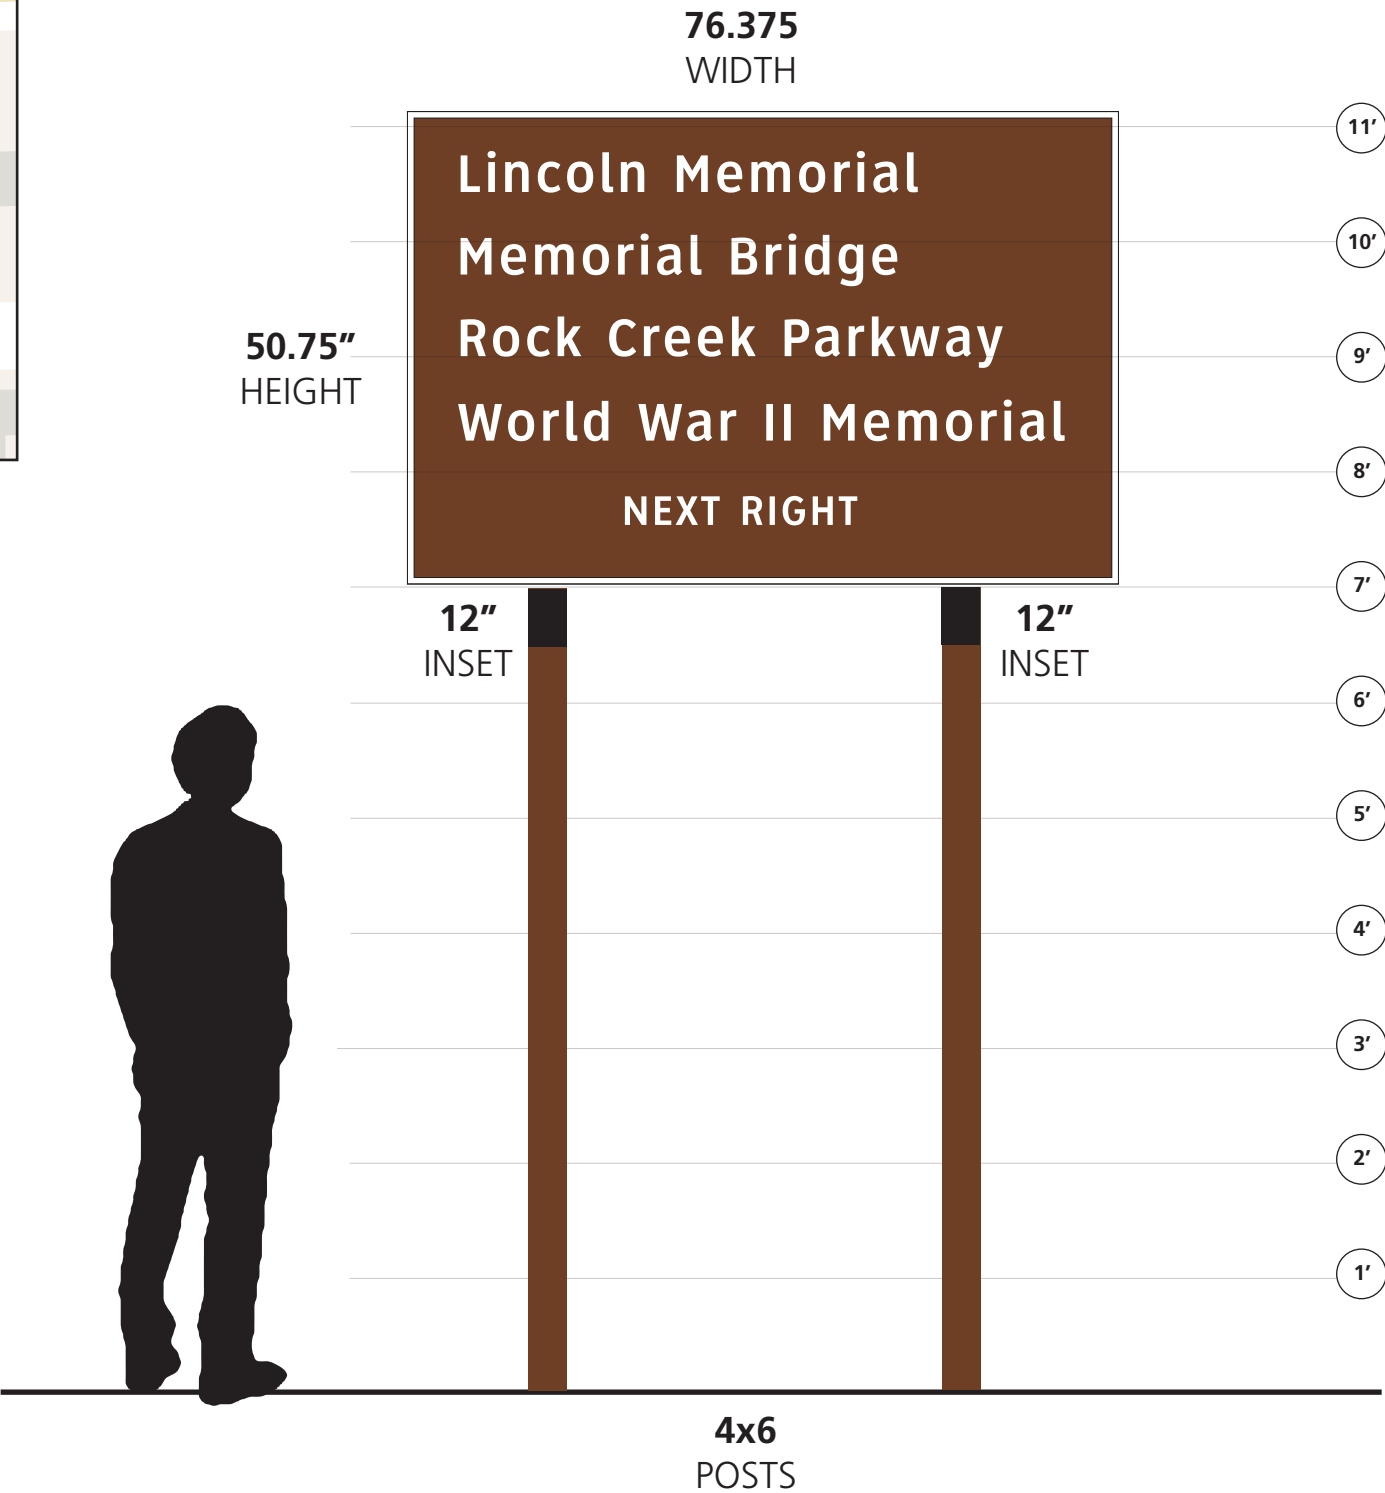 76.375
WIDTH
Lincoln Memorial
Memorial Bridge
Rock Creek Parkway
World War II Memorial
NEXT RIGHT
50.75”
HEIGHT
12”
INSET
12”
INSET
11’
10’
9’
8’
7’
6’
5’
4’
3’
2’
1’
4x6
POSTS